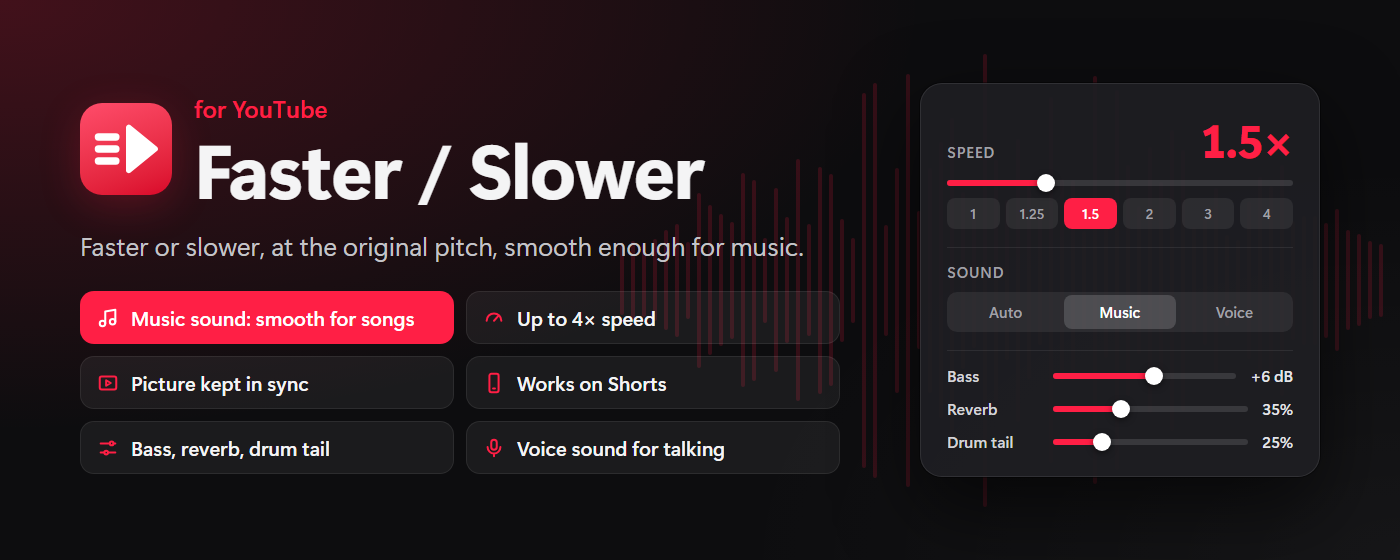 for YouTube
Faster / Slower
Faster or slower, at the original pitch, smooth enough for music.
Music sound: smooth for songs
Up to 4× speed
Picture kept in sync
Works on Shorts
Bass, reverb, drum tail
Voice sound for talking
SPEED 1.5×
1 1.25 1.5 2 3 4
SOUND
Auto Music Voice
Bass +6 dB
Reverb 35%
Drum tail 25%